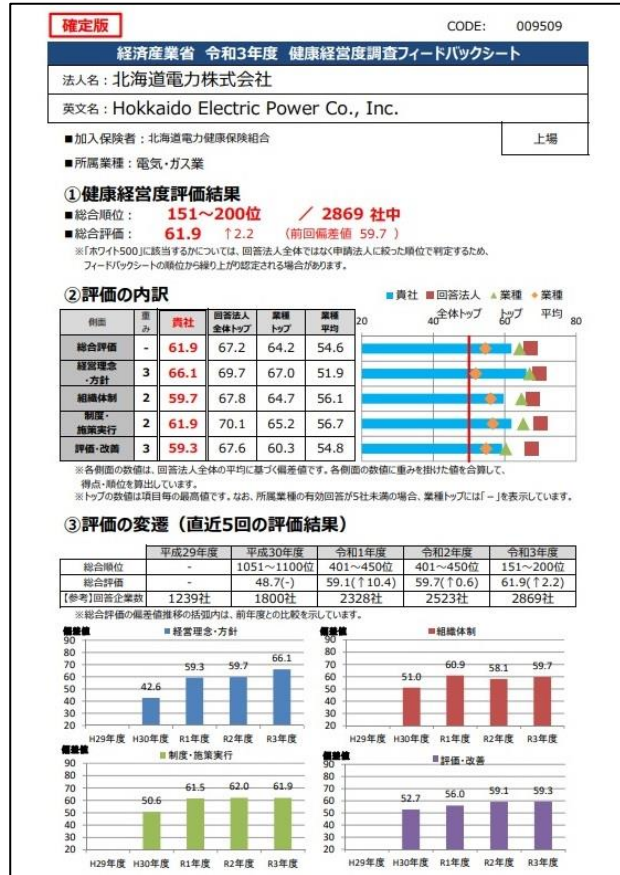 確定版
CODE: 009509
経済産業省 令和3年度 健康経営度調査フィードバックシート
法人名：北海道電力株式会社
英文名：Hokkaido Electric Power Co., Inc.
■加入保険者：北海道電力健康保険組合
上場
■所属業種：電気・ガス業
①健康経営度評価結果
■総合順位： 151～200位 ／ 2869 社中
■総合評価： 61.9 ↑2.2 （前回偏差値 59.7 ）
※「ホワイト500」に該当するかについては、回答法人全体ではなく申請法人に絞った順位で判定するため、
フィードバックシートの順位から繰り上がり認定される場合があります。
②評価の内訳
■貴社 ■回答法人全体トップ ▲業種トップ ◆業種平均
側面 重み 貴社 回答法人全体トップ 業種トップ 業種平均
20 40 60 80
総合評価 - 61.9 67.2 64.2 54.6
経営理念・方針 3 66.1 69.7 67.0 51.9
組織体制 2 59.7 67.8 64.7 56.1
制度・施策実行 2 61.9 70.1 65.2 56.7
評価・改善 3 59.3 67.6 60.3 54.8
※各側面の数値は、回答法人全体の平均に基づく偏差値です。各側面の数値に重みを掛けた値を合算して、
得点・順位を算出しています。
※トップの数値は項目毎の最高値です。なお、所属業種の有効回答が5社未満の場合、業種トップには「－」を表示しています。
③評価の変遷（直近5回の評価結果）
平成29年度 平成30年度 令和1年度 令和2年度 令和3年度
総合順位 - 1051～1100位 401～450位 401～450位 151～200位
総合評価 - 48.7(-) 59.1(↑10.4) 59.7(↑0.6) 61.9(↑2.2)
【参考】回答企業数 1239社 1800社 2328社 2523社 2869社
※総合評価の偏差値推移の括弧内は、前年度との比較を示しています。
偏差値
■経営理念・方針
90
80
70
60
50
40
30
20
42.6 59.3 59.7 66.1
H29年度 H30年度 R1年度 R2年度 R3年度
偏差値
■組織体制
90
80
70
60
50
40
30
20
51.0 60.9 58.1 59.7
H29年度 H30年度 R1年度 R2年度 R3年度
偏差値
■制度・施策実行
90
80
70
60
50
40
30
20
50.6 61.5 62.0 61.9
H29年度 H30年度 R1年度 R2年度 R3年度
偏差値
■評価・改善
90
80
70
60
50
40
30
20
52.7 56.0 59.1 59.3
H29年度 H30年度 R1年度 R2年度 R3年度